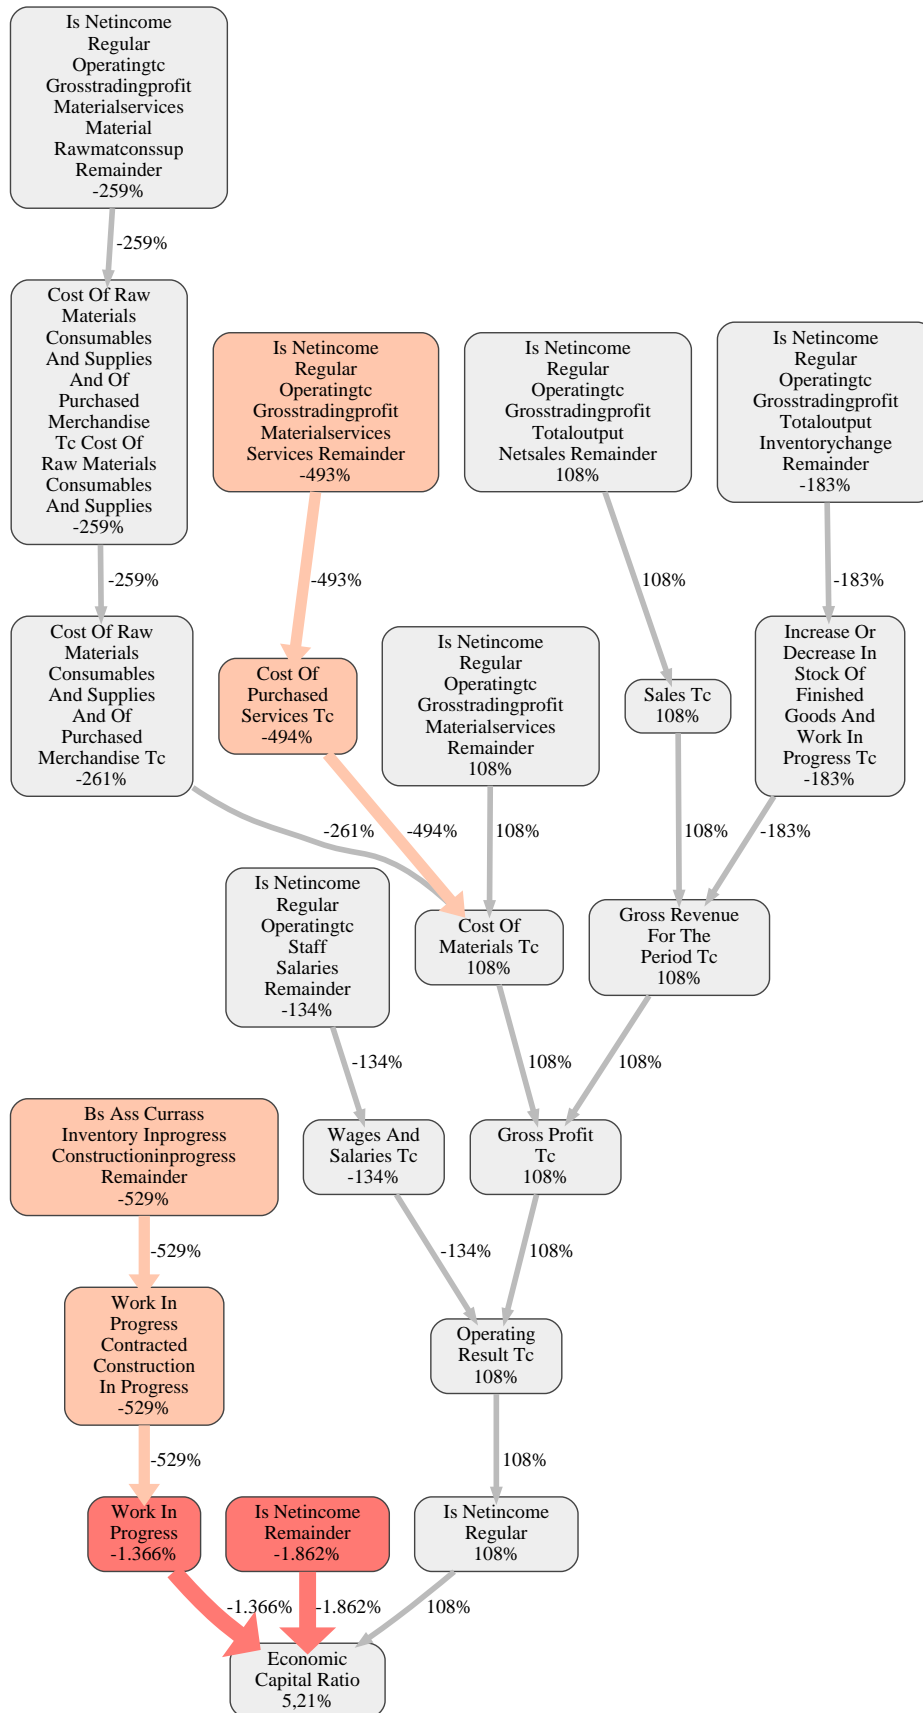 Is Netincome
Regular
Operatingtc
Grosstradingprofit
Materialservices
Material
Rawmatconssup
Remainder
-259%
-259%
Cost Of Raw
Materials
Consumables
And Supplies
And Of
Purchased
Merchandise
Tc Cost Of
Raw Materials
Consumables
And Supplies
-259%
Is Netincome
Regular
Operatingtc
Grosstradingprofit
Materialservices
Services Remainder
-493%
Is Netincome
Regular
Operatingtc
Grosstradingprofit
Totaloutput
Netsales Remainder
108%
Is Netincome
Regular
Operatingtc
Grosstradingprofit
Totaloutput
Inventorychange
Remainder
-183%
-259%
-493%
108%
-183%
Cost Of Raw
Materials
Consumables
And Supplies
And Of
Purchased
Merchandise Tc
-261%
Cost Of
Purchased
Services Tc
-494%
Is Netincome
Regular
Operatingtc
Grosstradingprofit
Materialservices
Remainder
108%
Sales Tc
108%
Increase Or
Decrease In
Stock Of
Finished
Goods And
Work In
Progress Tc
-183%
-261%
-494%
108%
108%
-183%
Is Netincome
Regular
Operatingtc
Staff
Salaries
Remainder
-134%
Cost Of
Materials Tc
108%
Gross Revenue
For The
Period Tc
108%
-134%
108%
108%
Bs Ass Currass
Inventory Inprogress
Constructioninprogress
Remainder
-529%
Wages And
Salaries Tc
-134%
Gross Profit
Tc
108%
-529%
-134%
108%
Work In
Progress
Contracted
Construction
In Progress
-529%
Operating
Result Tc
108%
-529%
108%
Work In
Progress
-1.366%
Is Netincome
Remainder
-1.862%
Is Netincome
Regular
108%
-1.366%
-1.862%
108%
Economic
Capital Ratio
5,21%